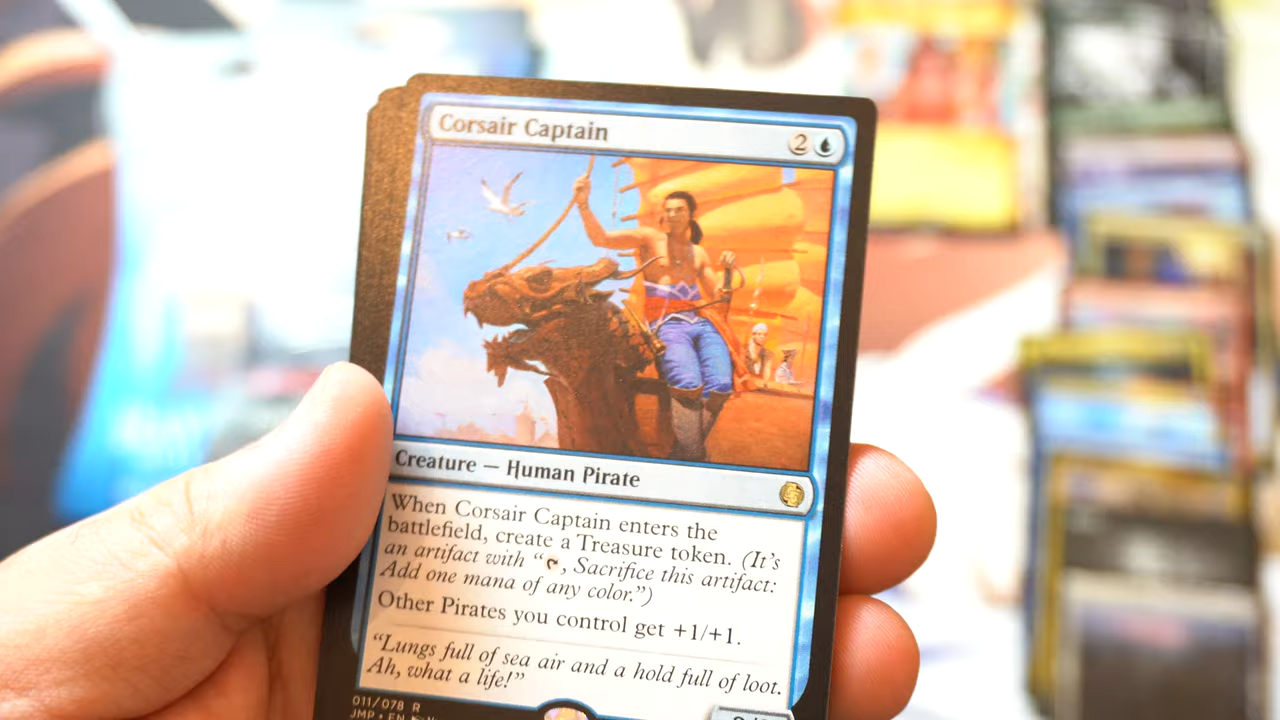 Corsair Captain 2
Creature — Human Pirate
When Corsair Captain enters the
battlefield, create a Treasure token. (It's
an artifact with “, Sacrifice this artifact:
Add one mana of any color.”)
Other Pirates you control get +1/+1.
“Lungs full of sea air and a hold full of loot.
Ah, what a life!”
011/078 R
JMP • EN